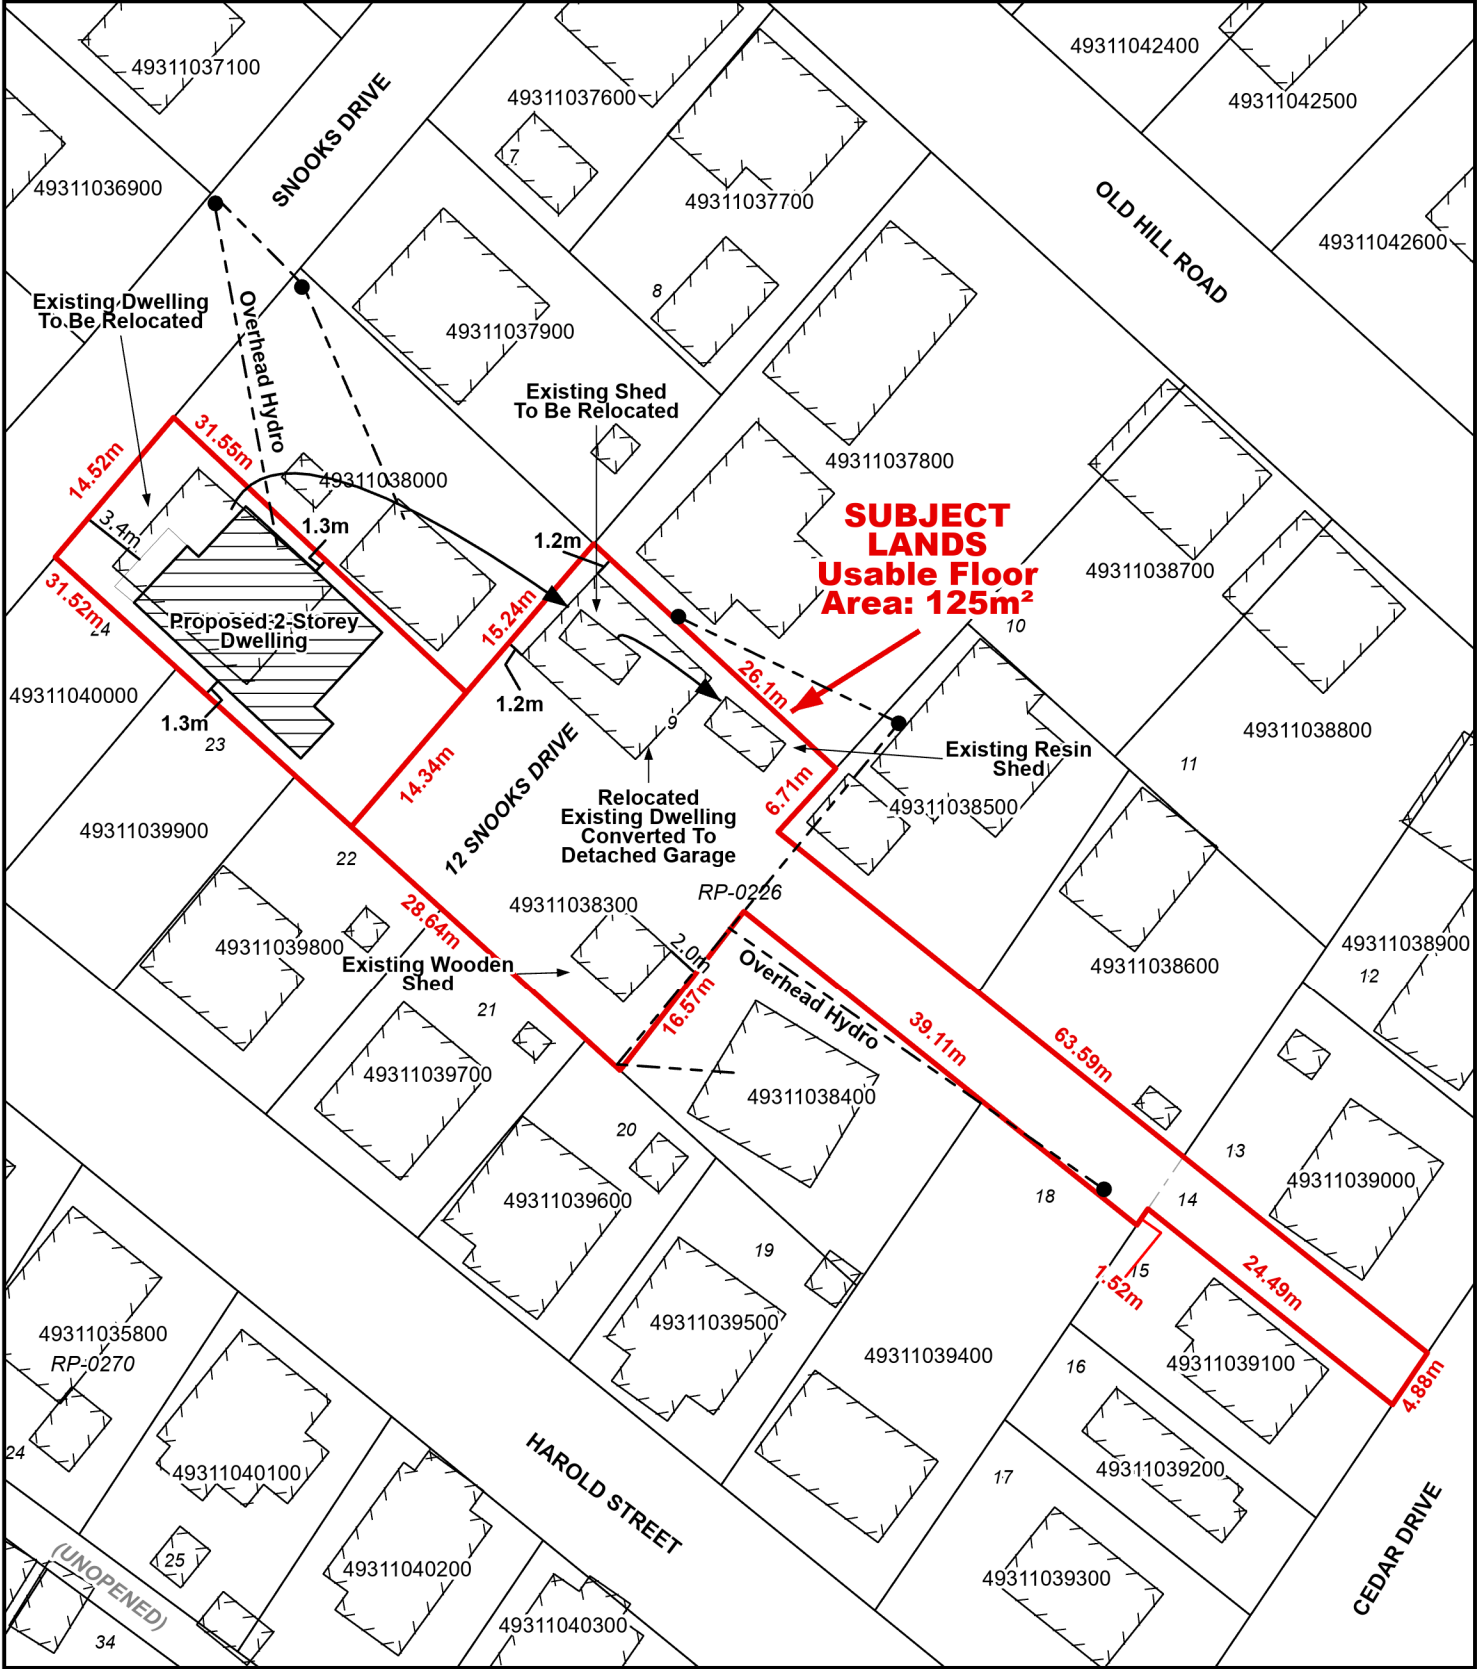 49311037100
49311042400
49311037600
49311042500
SNOOKS DRIVE
7
49311036900
49311037700
OLD HILL ROAD
49311042600
8
Existing Dwelling
To Be Relocated
Overhead Hydro
49311037900
Existing Shed
To Be Relocated
31.55m
14.52m
49311038000
49311037800
SUBJECT
LANDS
Usable Floor
Area: 125m²
3.4m
1.3m
1.2m
49311038700
31.52m
24
Proposed 2-Storey
Dwelling
15.24m
10
26.1m
49311040000
1.2m
1.3m
23
9
49311038800
Existing Resin
Shed
11
14.34m
12 SNOOKS DRIVE
6.71m
Relocated
Existing Dwelling
Converted To
Detached Garage
49311038500
49311039900
22
RP-0226
28.64m
49311038300
49311039800
2.0m
49311038900
Existing Wooden
Shed
Overhead Hydro
49311038600
12
21
16.57m
39.11m
63.59m
49311039700
49311038400
20
13
49311039000
49311039600
18
14
19
15
1.52m
24.49m
49311035800
49311039500
RP-0270
49311039400
49311039100
16
4.88m
24
HAROLD STREET
49311040100
49311039200
17
CEDAR DRIVE
25
(UNOPENED)
49311040200
49311039300
49311040300
34